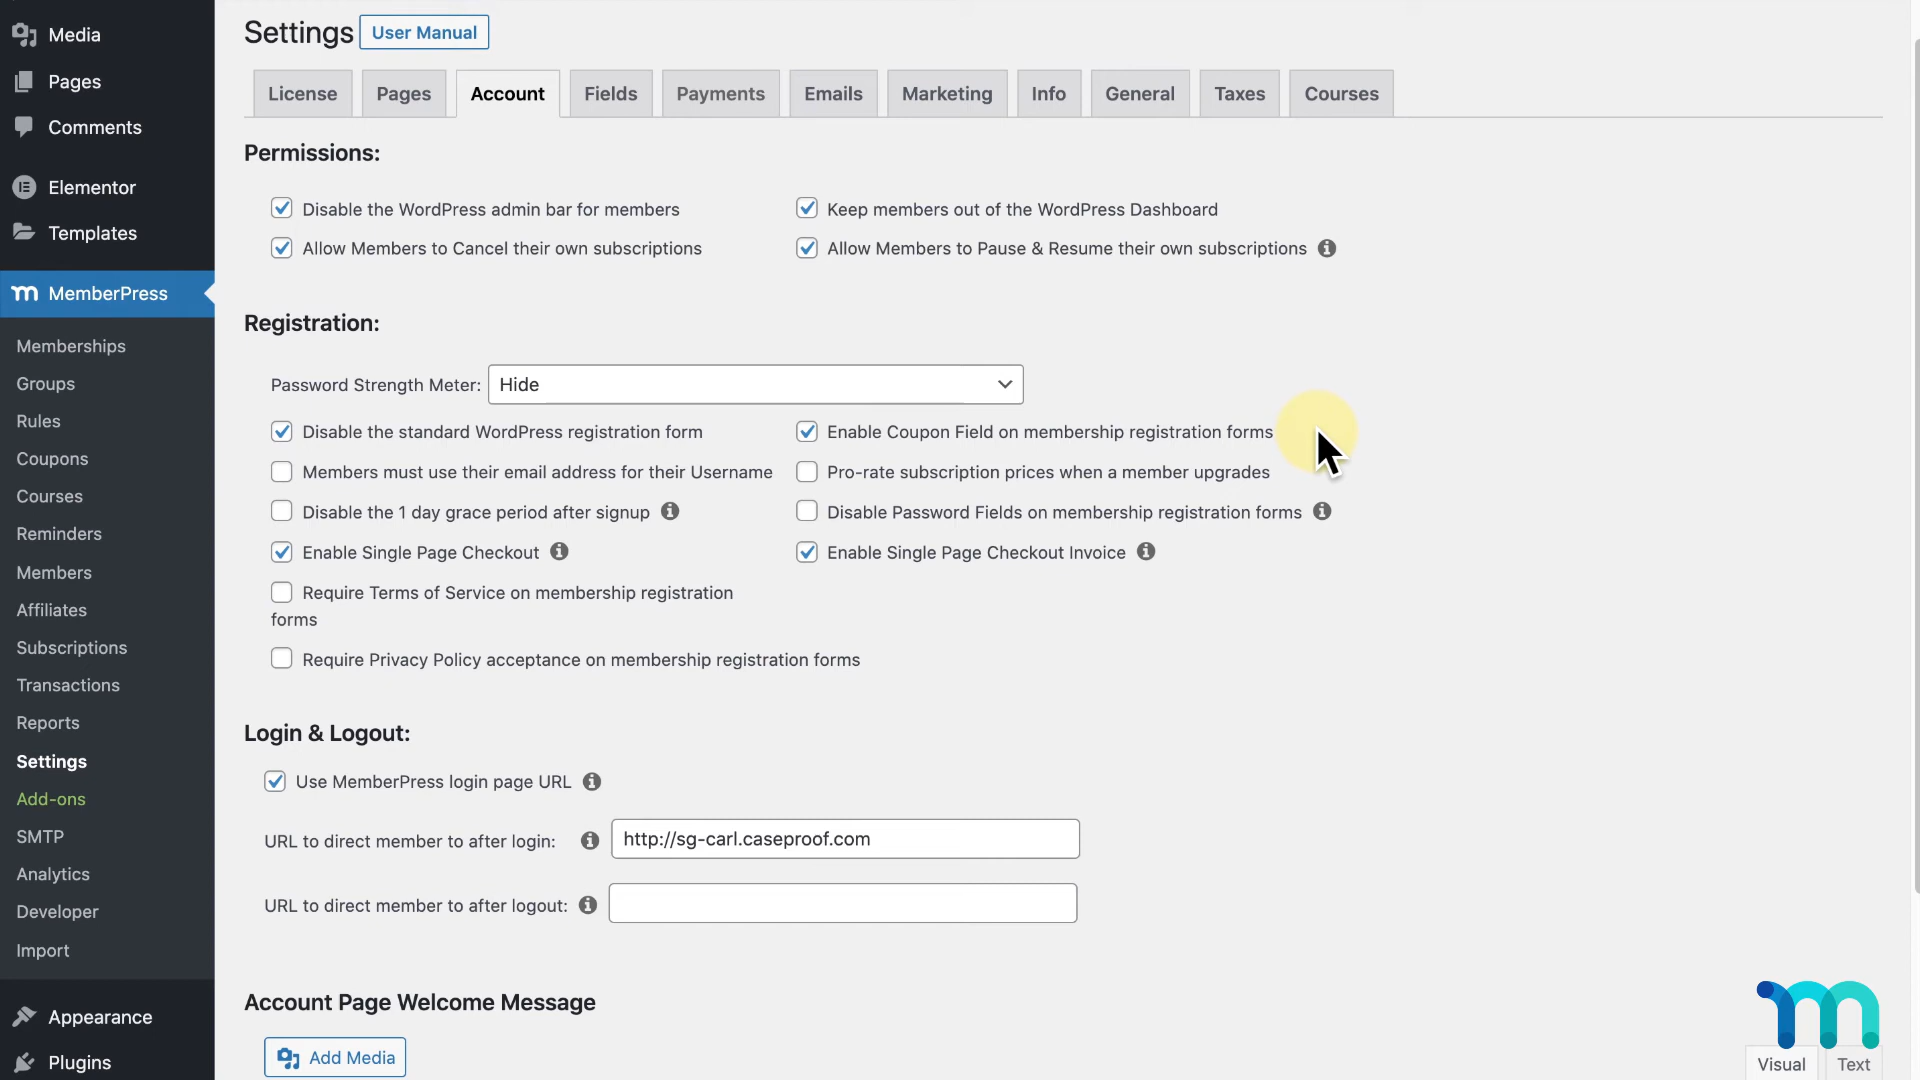 Media
Pages
Comments
Elementor
Templates
MemberPress
Memberships
Groups
Rules
Coupons
Courses
Reminders
Members
Affiliates
Subscriptions
Transactions
Reports
Settings
Add-ons
SMTP
Analytics
Developer
Import
Appearance
Plugins
Settings User Manual
License Pages Account Fields Payments Emails Marketing Info General Taxes Courses
Permissions:
Disable the WordPress admin bar for members Keep members out of the WordPress Dashboard
Allow Members to Cancel their own subscriptions Allow Members to Pause & Resume their own subscriptions
Registration:
Password Strength Meter: Hide
Disable the standard WordPress registration form Enable Coupon Field on membership registration forms
Members must use their email address for their Username Pro-rate subscription prices when a member upgrades
Disable the 1 day grace period after signup Disable Password Fields on membership registration forms
Enable Single Page Checkout Enable Single Page Checkout Invoice
Require Terms of Service on membership registration
forms
Require Privacy Policy acceptance on membership registration forms
Login & Logout:
Use MemberPress login page URL
URL to direct member to after login: http://sg-carl.caseproof.com
URL to direct member to after logout:
Account Page Welcome Message
Add Media
Visual Text